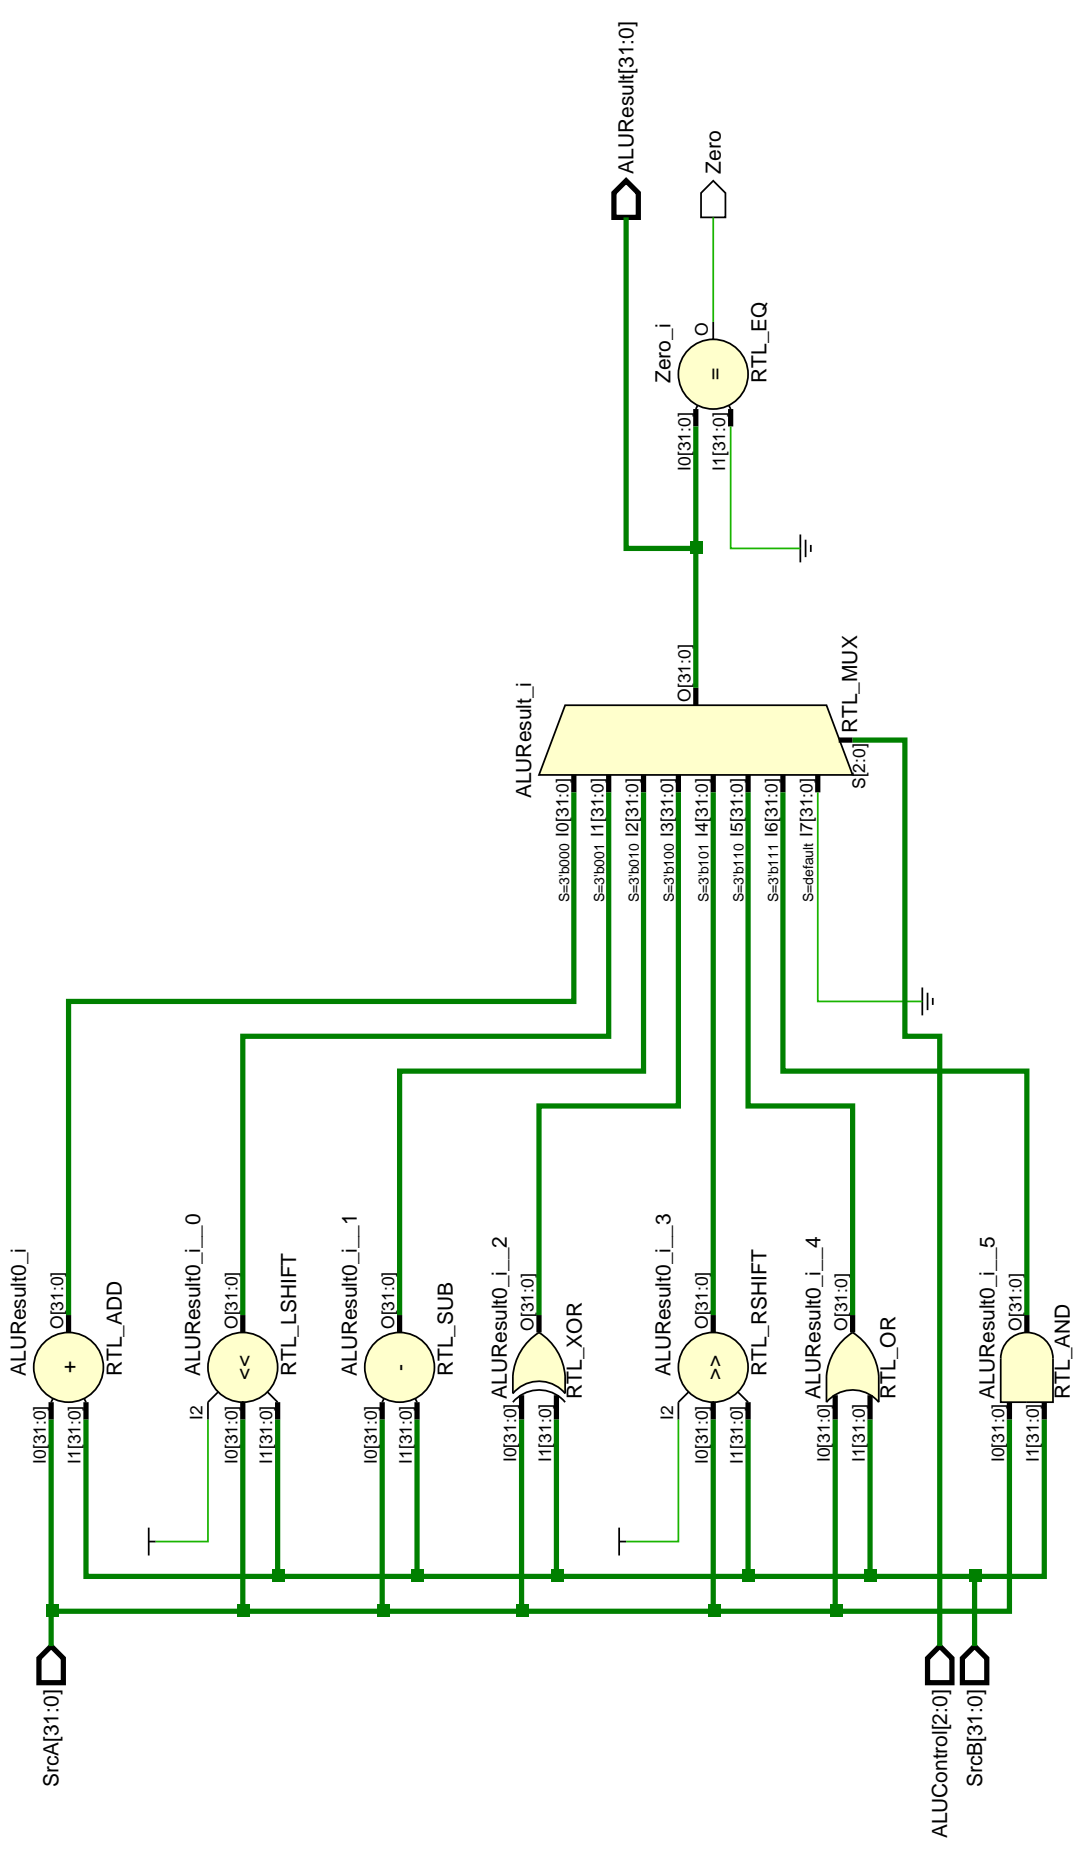 ALUResult[31:0]
Zero
Zero_i
O
=
RTL_EQ
I0[31:0]
I1[31:0]
ALUResult_i
O[31:0]
RTL_MUX
S=3'b000 I0[31:0]
S=3'b001 I1[31:0]
S=3'b010 I2[31:0]
S=3'b100 I3[31:0]
S=3'b101 I4[31:0]
S=3'b110 I5[31:0]
S=3'b111 I6[31:0]
S=default I7[31:0]
S[2:0]
ALUResult0_i
O[31:0]
+
RTL_ADD
I0[31:0]
I1[31:0]
ALUResult0_i__0
O[31:0]
<<
RTL_LSHIFT
I2
I0[31:0]
I1[31:0]
ALUResult0_i__1
O[31:0]
-
RTL_SUB
I0[31:0]
I1[31:0]
ALUResult0_i__2
O[31:0]
RTL_XOR
I0[31:0]
I1[31:0]
ALUResult0_i__3
O[31:0]
>>
RTL_RSHIFT
I2
I0[31:0]
I1[31:0]
ALUResult0_i__4
O[31:0]
RTL_OR
I0[31:0]
I1[31:0]
ALUResult0_i__5
O[31:0]
RTL_AND
I0[31:0]
I1[31:0]
SrcA[31:0]
ALUControl[2:0]
SrcB[31:0]